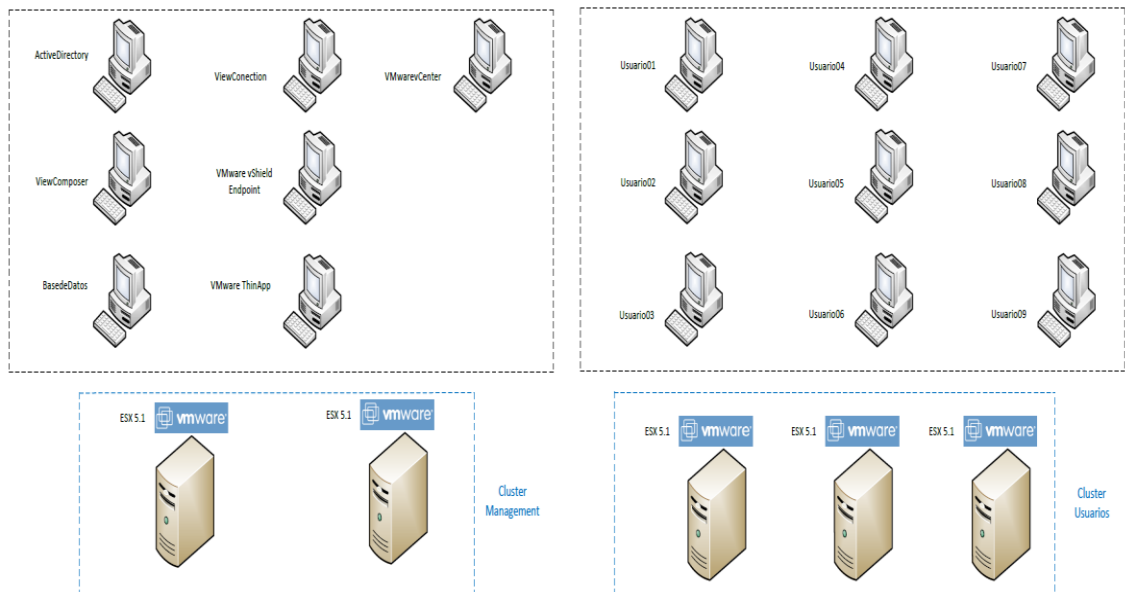 ActiveDirectory
ViewConection
VMwarevCenter
ViewComposer
VMware vShield
Endpoint
BasedeDatos
VMware ThinApp
Usuario01
Usuario04
Usuario07
Usuario02
Usuario05
Usuario08
Usuario03
Usuario06
Usuario09
ESX 5.1
vmware
ESX 5.1
vmware
Cluster
Management
ESX 5.1
vmware
ESX 5.1
vmware
ESX 5.1
vmware
Cluster
Usuarios